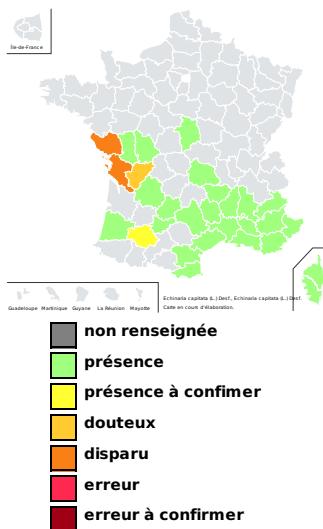 Île-de-France
Guadeloupe Martinique Guyane La Réunion Mayotte
Echinaria capitata (L.) Desf., Echinaria capitata (L.) Desf.
Carte en cours d'élaboration.
non renseignée
présence
présence à confimer
douteux
disparu
erreur
erreur à confirmer